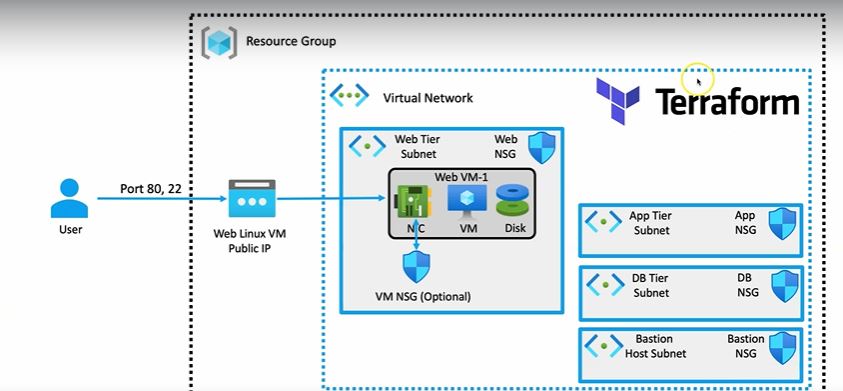 Resource Group
Virtual Network
Terraform
Web Tier
Subnet
Web
NSG
Web VM-1
NIC
VM
Disk
VM NSG (Optional)
Port 80, 22
User
Web Linux VM
Public IP
App Tier
Subnet
App
NSG
DB Tier
Subnet
DB
NSG
Bastion
Host Subnet
Bastion
NSG